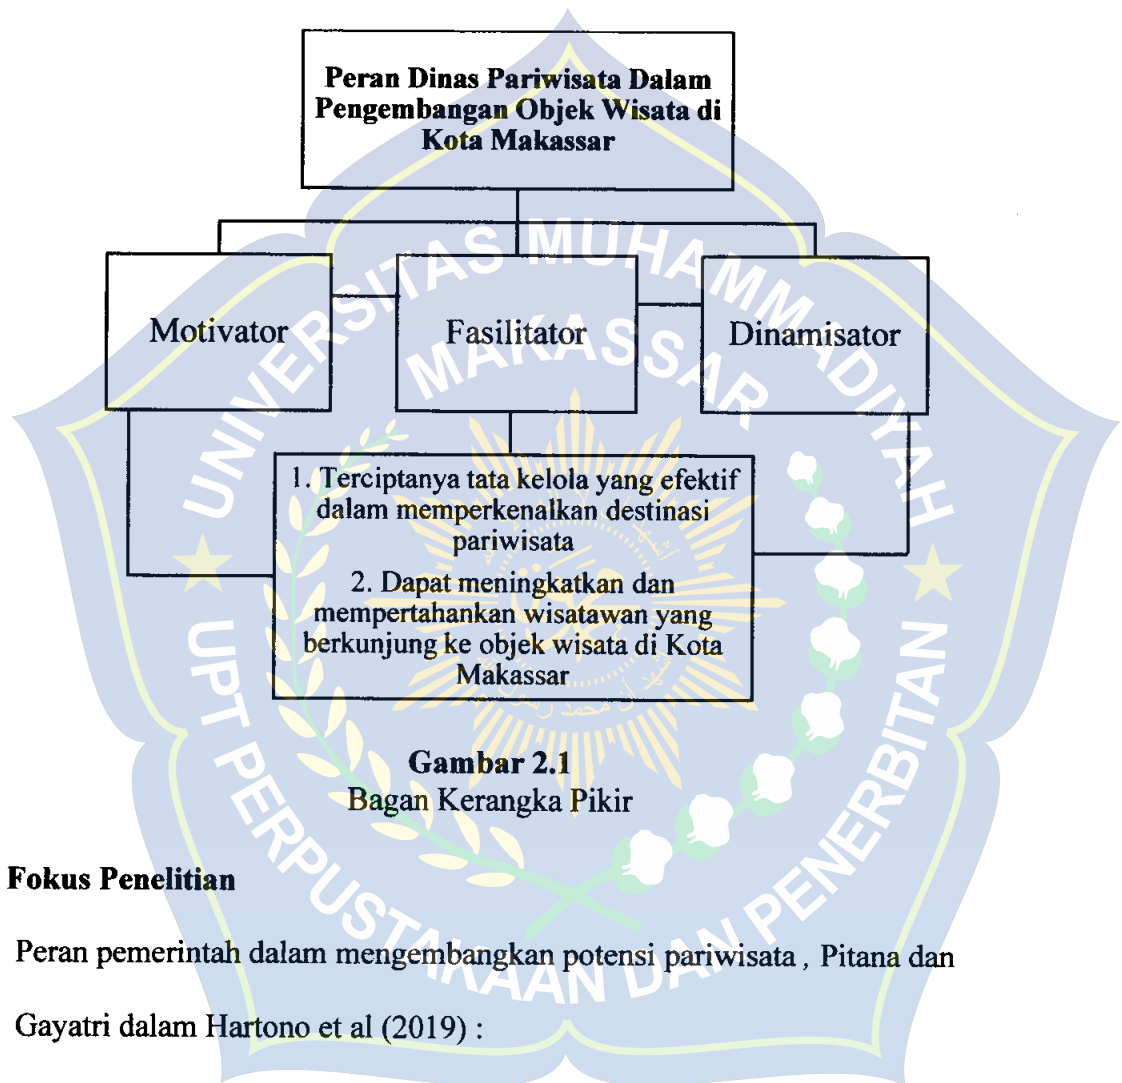 Peran Dinas Pariwisata Dalam
Pengembangan Objek Wisata di
Kota Makassar
UNIVERSITAS MUHAMMADIYAH
MAKASSAR
Motivator
Fasilitator
Dinamisator
1. Terciptanya tata kelola yang efektif
dalam memperkenalkan destinasi
pariwisata
2. Dapat meningkatkan dan
mempertahankan wisatawan yang
berkunjung ke objek wisata di Kota
Makassar
UPT PERPUSTAKAAN DAN PENERBITAN
Gambar 2.1
Bagan Kerangka Pikir
Fokus Penelitian
Peran pemerintah dalam mengembangkan potensi pariwisata , Pitana dan
Gayatri dalam Hartono et al (2019) :